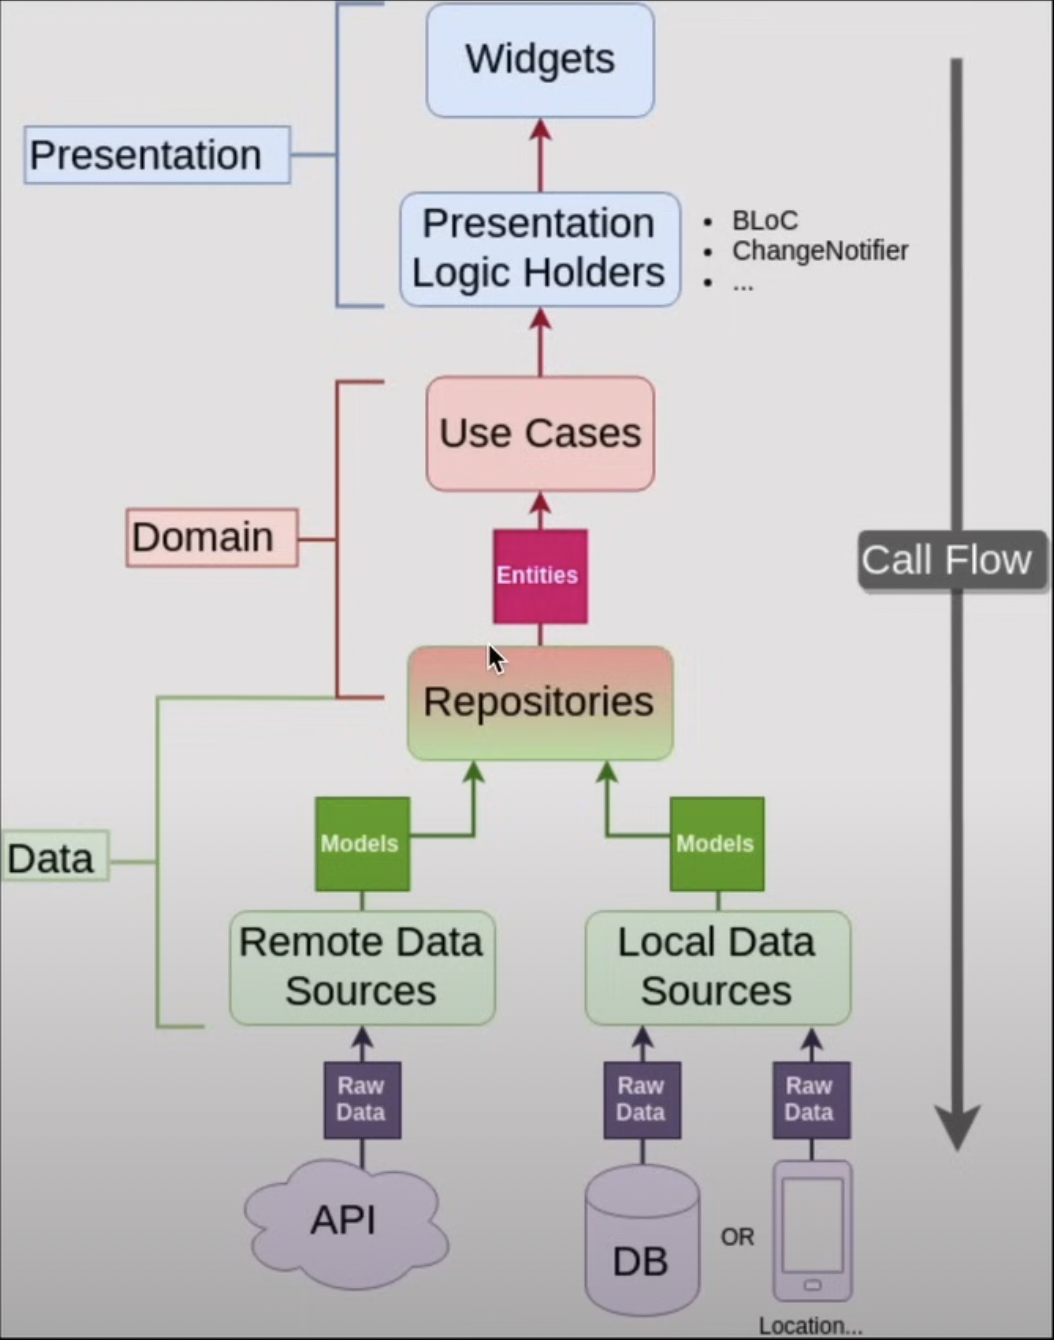 Widgets
Presentation
Presentation
Logic Holders
• BLoC
• ChangeNotifier
• ...
Use Cases
Domain
Entities
Call Flow
Repositories
Models
Models
Data
Remote Data
Sources
Local Data
Sources
Raw
Data
Raw
Data
Raw
Data
API
DB
OR
Location...